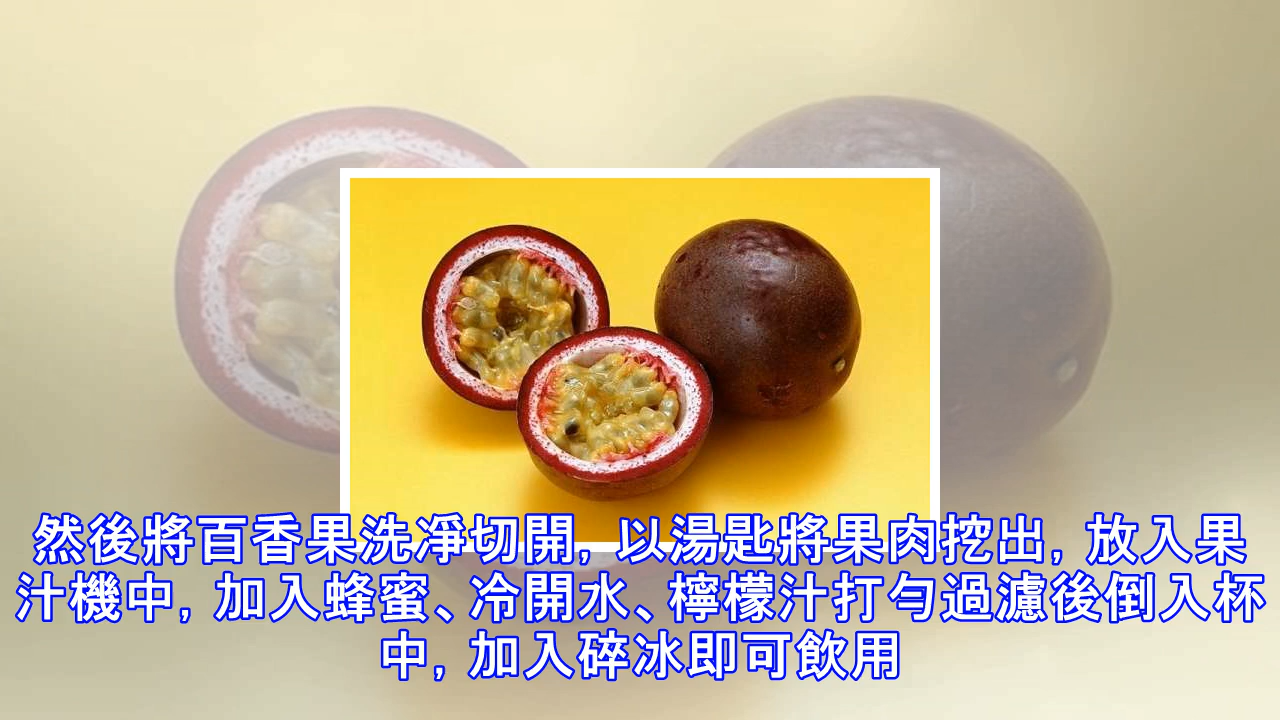 然後將百香果洗凈切開, 以湯匙將果肉挖出, 放入果
汁機中, 加入蜂蜜、冷開水、檸檬汁打勻過濾後倒入杯
中, 加入碎冰即可飲用